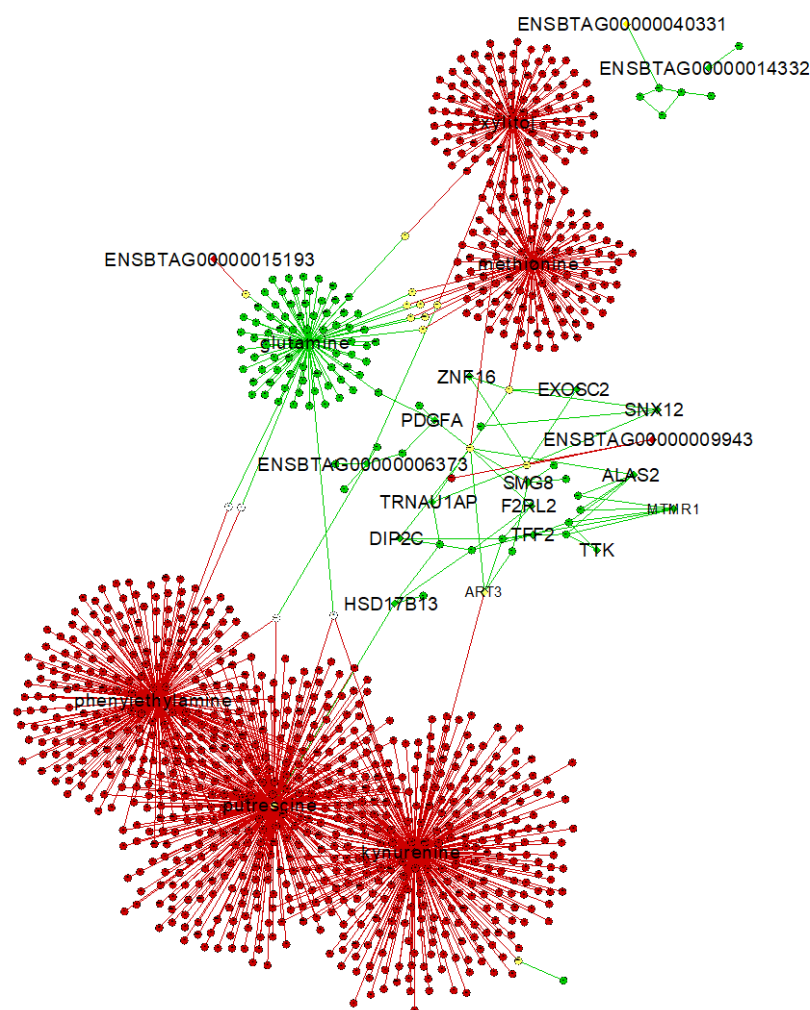 ENSBTAG00000040331
ENSBTAG00000014332
xylitol
ENSBTAG00000015193
methionine
glutamine
ZNF16
EXOSC2
SNX12
PDGFA
ENSBTAG00000009943
ENSBTAG00000006373
SMG8
ALAS2
TRNAU1AP
F2RL2
MTMR1
DIP2C
TFF2
TTK
ART3
HSD17B13
phenylethylamine
putrescine
kynurenine